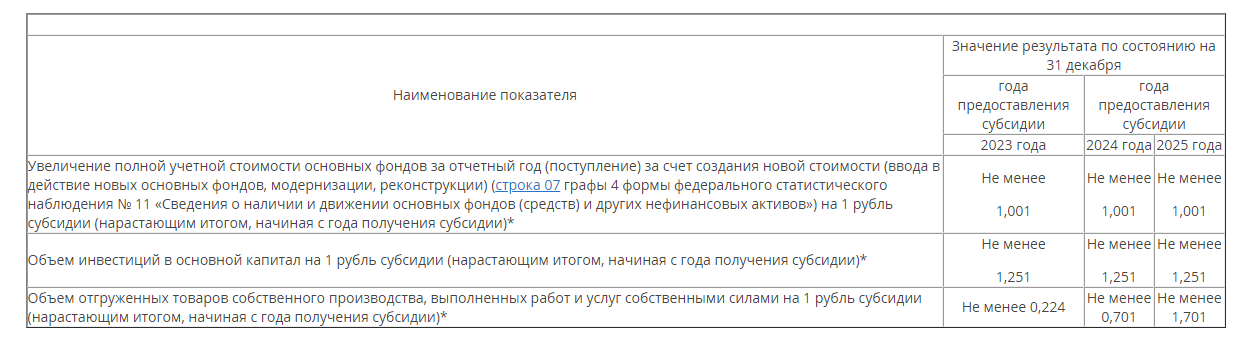 Значение результата по состоянию на
31 декабря
Наименование показателя
года
предоставления
субсидии
года
предоставления
субсидии
2023 года
2024 года
2025 года
Увеличение полной учетной стоимости основных фондов за отчетный год (поступление) за счет создания новой стоимости (ввода в
действие новых основных фондов, модернизации, реконструкции) (строка 07 графы 4 формы федерального статистического
наблюдения № 11 «Сведения о наличии и движении основных фондов (средств) и других нефинансовых активов») на 1 рубль
субсидии (нарастающим итогом, начиная с года получения субсидии)*
Не менее
1,001
Не менее
1,001
Не менее
1,001
Объем инвестиций в основной капитал на 1 рубль субсидии (нарастающим итогом, начиная с года получения субсидии)*
Не менее
1,251
Не менее
1,251
Не менее
1,251
Объем отгруженных товаров собственного производства, выполненных работ и услуг собственными силами на 1 рубль субсидии
(нарастающим итогом, начиная с года получения субсидии)*
Не менее 0,224
Не менее
0,701
Не менее
1,701